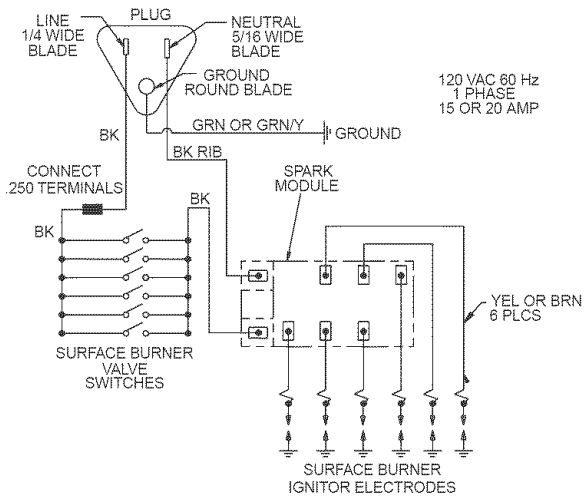 PLUG
LINE
1/4 WIDE
BLADE
NEUTRAL
5/16 WIDE
BLADE
GROUND
ROUND BLADE
120 VAC 60 Hz
1 PHASE
15 OR 20 AMP
GRN OR GRN/Y
GROUND
BK
BK RIB
CONNECT
.250 TERMINALS
SPARK
MODULE
BK
BK
YEL OR BRN
6 PLCS
SURFACE BURNER
VALVE
SWITCHES
SURFACE BURNER
IGNITOR ELECTRODES